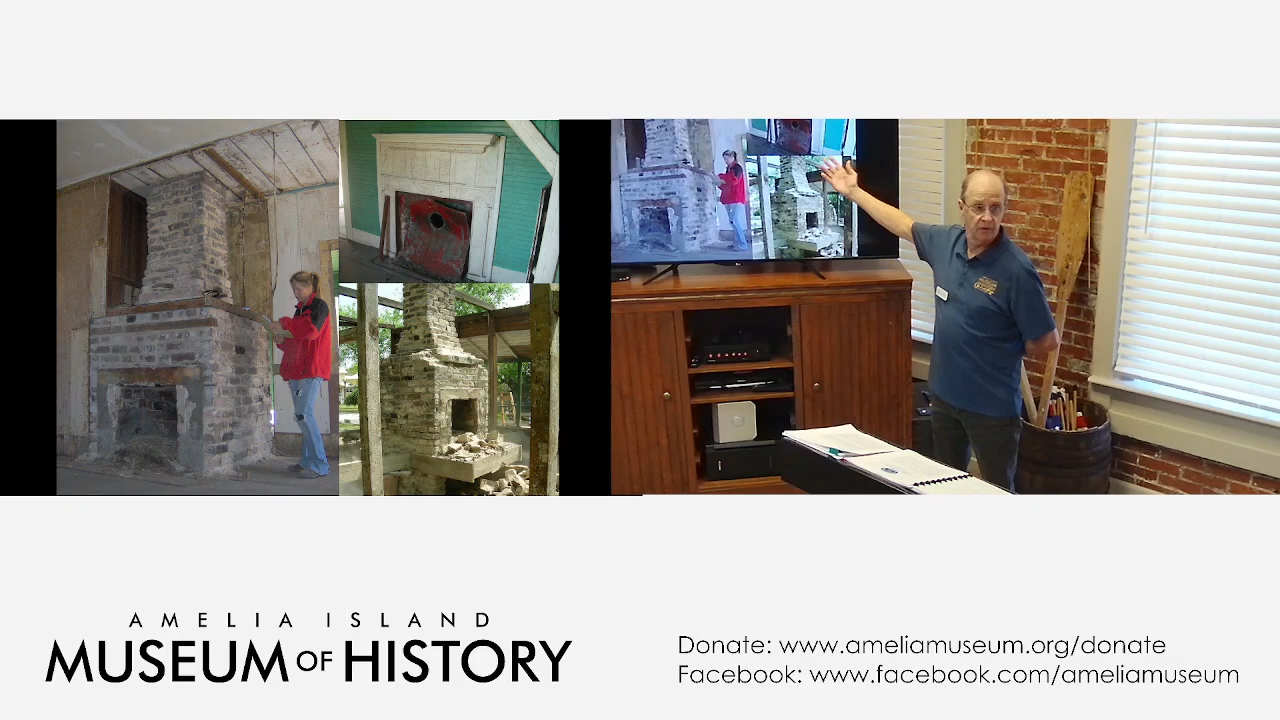 AMELIA ISLAND
MUSEUM OF HISTORY
Donate: www.ameliamuseum.org/donate
Facebook: www.facebook.com/ameliamuseum